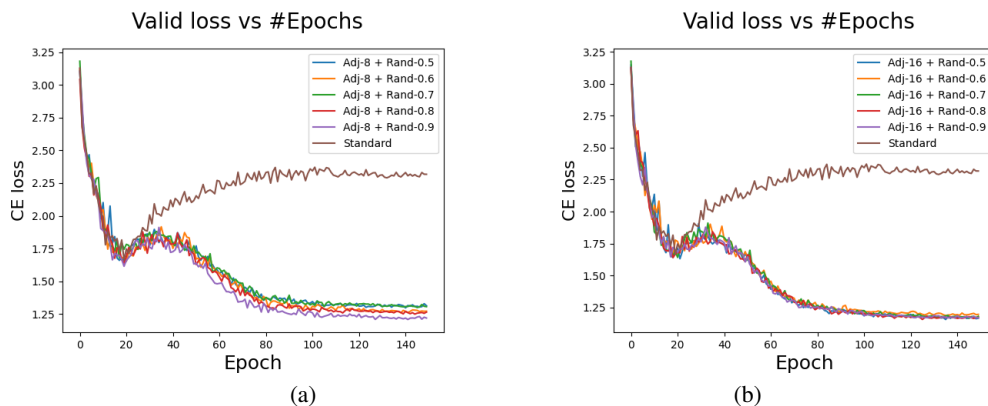 Valid loss vs #Epochs
3.25
3.00
2.75
2.50
2.25
2.00
1.75
1.50
1.25
CE loss
Adj-8 + Rand-0.5
Adj-8 + Rand-0.6
Adj-8 + Rand-0.7
Adj-8 + Rand-0.8
Adj-8 + Rand-0.9
Standard
0 20 40 60 80 100 120 140
Epoch
(a)
Valid loss vs #Epochs
3.25
3.00
2.75
2.50
2.25
2.00
1.75
1.50
1.25
CE loss
Adj-16 + Rand-0.5
Adj-16 + Rand-0.6
Adj-16 + Rand-0.7
Adj-16 + Rand-0.8
Adj-16 + Rand-0.9
Standard
0 20 40 60 80 100 120 140
Epoch
(b)